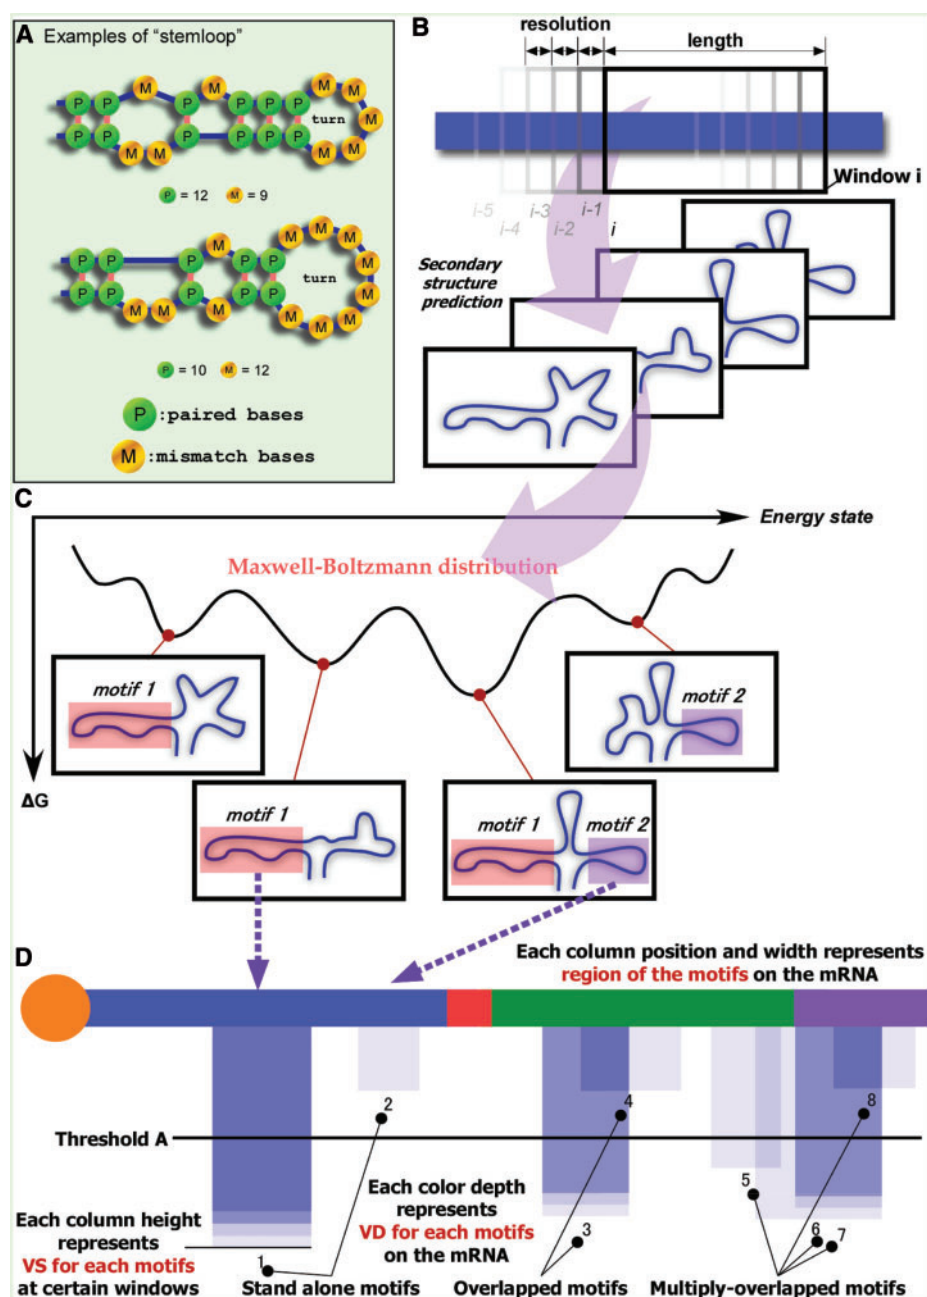 A Examples of "stemloop"
M M M M
P P P P P P M
turn
P P P P P P M
M M M M
P = 12 M = 9
M M M
M M
P P P P P M
turn
P P P P P M
M M M M M
M M
P = 10 M = 12
P :paired bases
M :mismatch bases
B
resolution
length
Window i
i-5 i-3 i-1
i-4 i-2 i
Secondary
structure
prediction
C
Energy state
Maxwell-Boltzmann distribution
motif 1
motif 2
ΔG
motif 1
motif 1 motif 2
D
Each column position and width represents
region of the motifs on the mRNA
2 4 8
Threshold A
5
Each column height
represents
VS for each motifs
at certain windows
Each color depth
represents
VD for each motifs
on the mRNA
1 3 6 7
Stand alone motifs Overlapped motifs Multiply-overlapped motifs